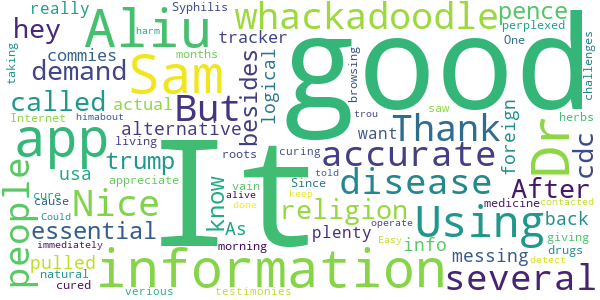 really Syphilis hey Aliu whackadoodle pence perplexed
harm tracker One
commies months good
taking demand Sam besides logical browsing saw challenges
called But Thank foreign Dr cdc
app actual alternative accurate trou herbs
Internet himabout want
living usa trump It know disease curing told After
people roots Since
cure Nice appreciate religion Using medicine alive keep contacted
cause vain As operate back
Could essential plenty done info Easy giving
immediately pulled information morning messing drugs
natural cured verious testimonies several detect